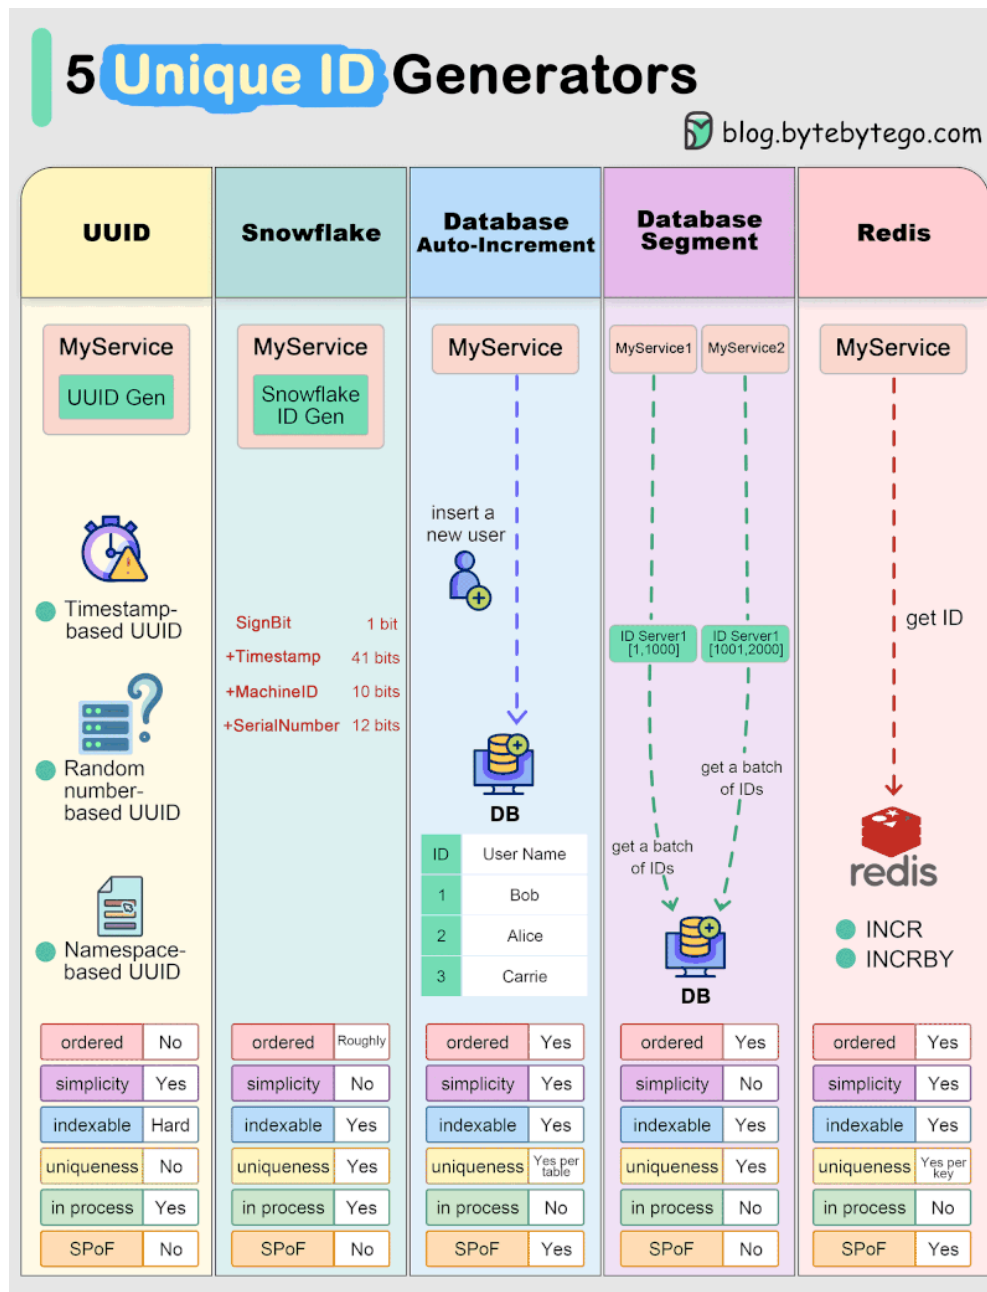 5 Unique ID Generators
blog.bytebytego.com
UUID
MyService
UUID Gen
Timestamp-
based UUID
Random
number-
based UUID
Namespace-
based UUID
ordered No
simplicity Yes
indexable Hard
uniqueness No
in process Yes
SPoF No
Snowflake
MyService
Snowflake
ID Gen
SignBit 1 bit
+Timestamp 41 bits
+MachineID 10 bits
+SerialNumber 12 bits
ordered Roughly
simplicity No
indexable Yes
uniqueness Yes
in process Yes
SPoF No
Database
Auto-Increment
MyService
insert a
new user
DB
ID User Name
1 Bob
2 Alice
3 Carrie
ordered Yes
simplicity Yes
indexable Yes
uniqueness Yes per
table
in process No
SPoF Yes
Database
Segment
MyService1 MyService2
ID Server1
[1,1000]
ID Server1
[1001,2000]
get a batch
of IDs
get a batch
of IDs
DB
ordered Yes
simplicity No
indexable Yes
uniqueness Yes
in process No
SPoF No
Redis
MyService
get ID
redis
INCR
INCRBY
ordered Yes
simplicity Yes
indexable Yes
uniqueness Yes per
key
in process No
SPoF Yes